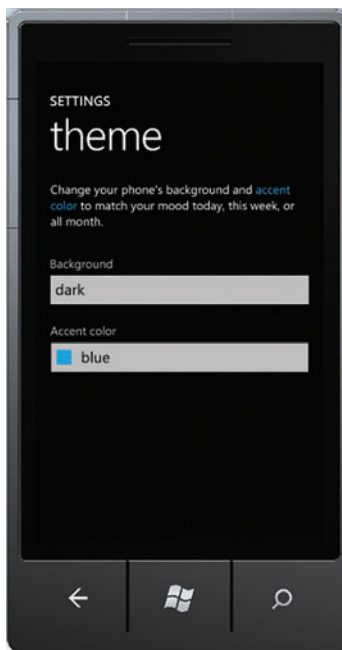 SETTINGS
theme
Change your phone's background and accent
color to match your mood today, this week, or
all month.
Background
dark
Accent color
blue